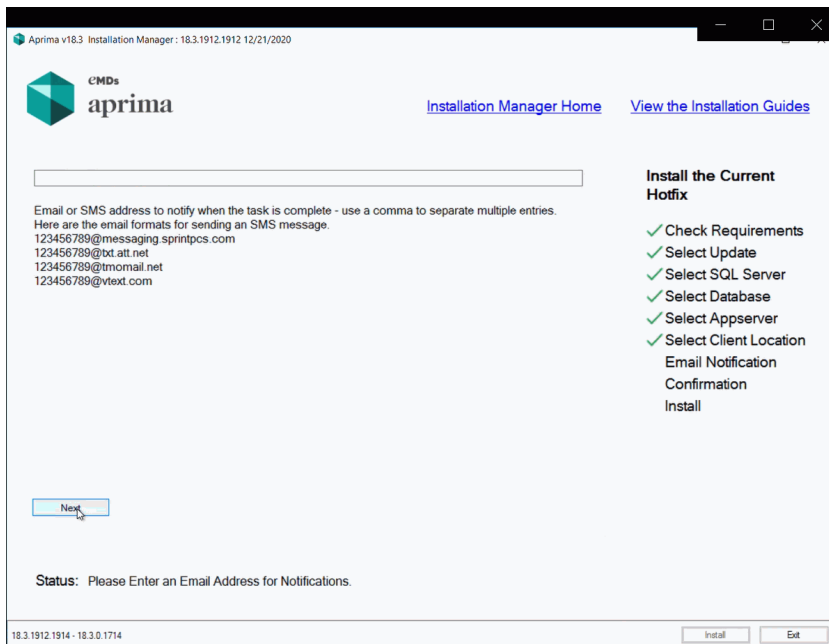 Aprima v18.3 Installation Manager : 18.3.1912.1912 12/21/2020
eMDs
aprima
Installation Manager Home
View the Installation Guides
Email or SMS address to notify when the task is complete - use a comma to separate multiple entries.
Here are the email formats for sending an SMS message.
123456789@messaging.sprintpcs.com
123456789@txt.att.net
123456789@tmomail.net
123456789@vtext.com
Install the Current
Hotfix
Check Requirements
Select Update
Select SQL Server
Select Database
Select Appserver
Select Client Location
Email Notification
Confirmation
Install
Next
Status: Please Enter an Email Address for Notifications.
18.3.1912.1914 - 18.3.0.1714
Install
Exit